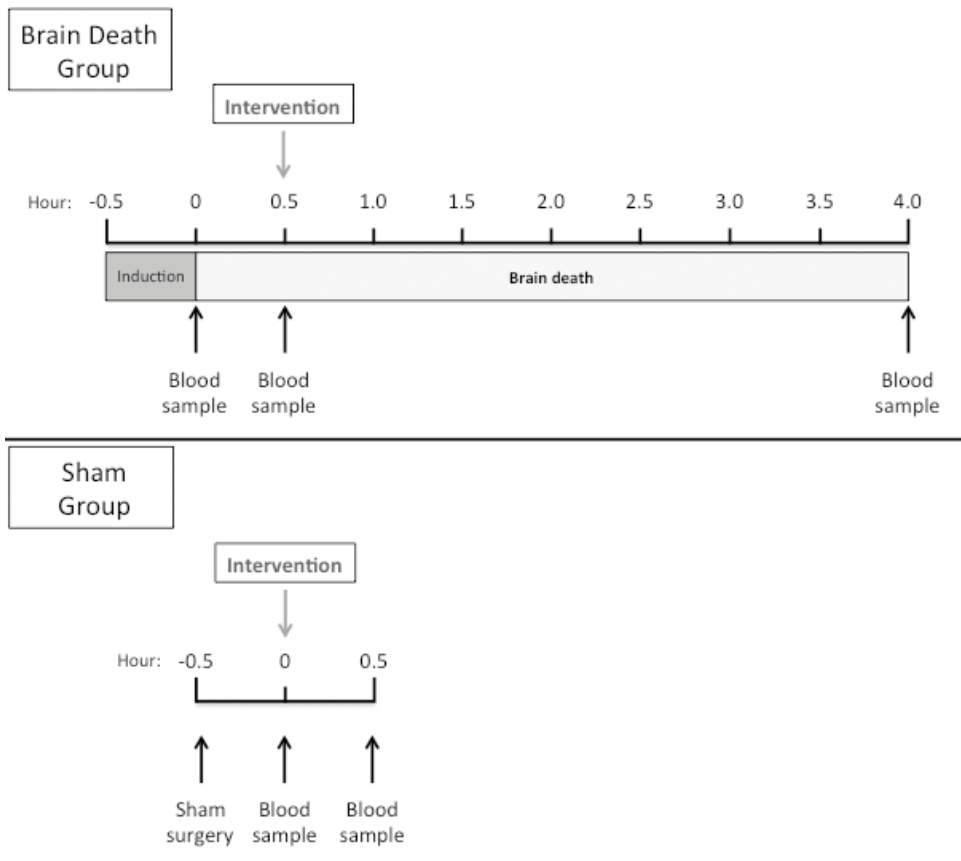 Brain Death
Group
Intervention
Hour: -0.5 0 0.5 1.0 1.5 2.0 2.5 3.0 3.5 4.0
Induction Brain death
Blood sample Blood sample Blood sample
Sham
Group
Intervention
Hour: -0.5 0 0.5
Sham surgery Blood sample Blood sample